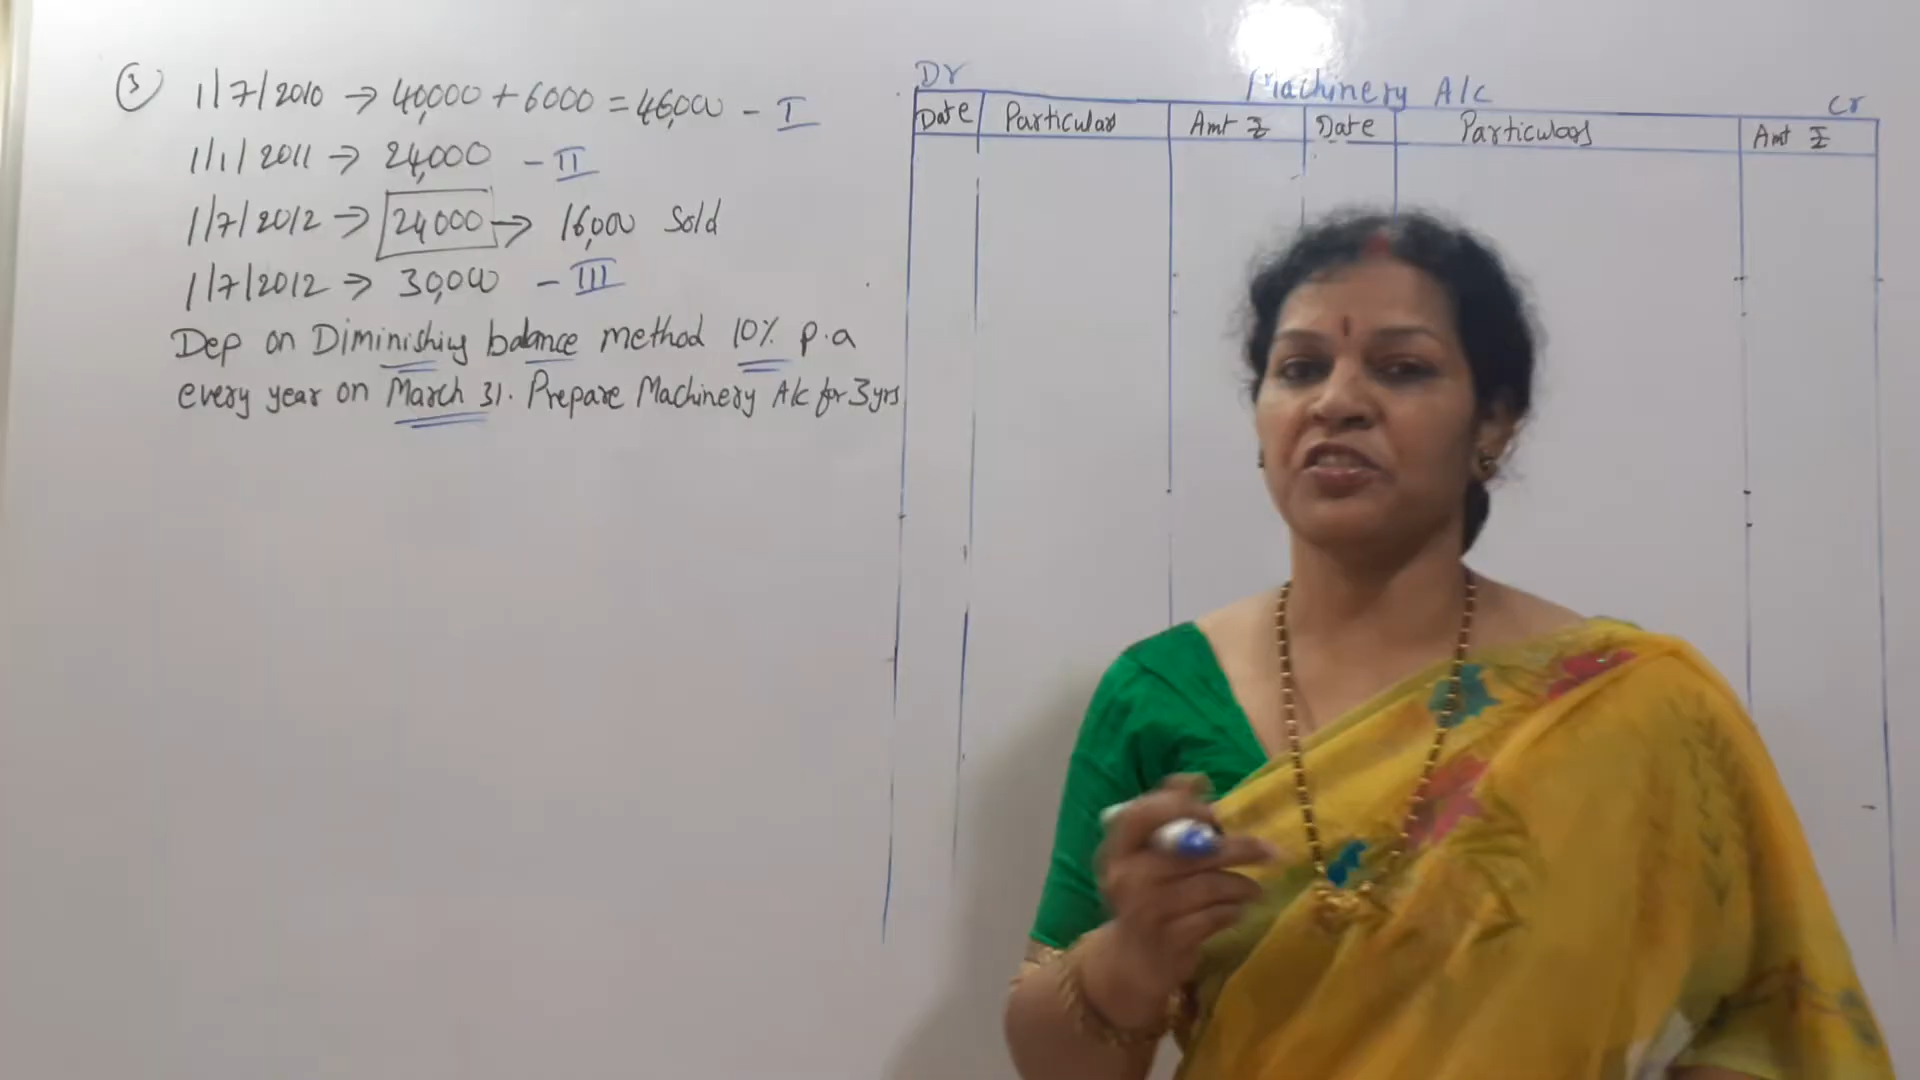 3 1/7/2010 → 40,000 + 6000 = 46,000 - I
1/1/2011 → 24,000 - II
1/7/2012 → 24000 → 16,000 Sold
1/7/2012 → 30,000 - III
Dep on Diminishing balance method 10% p.a
every year on March 31. Prepare Machinery A/c for 3 yrs
Dr Machinery A/c Cr
Date Particulars Amt ₹ Date Particulars Amt ₹